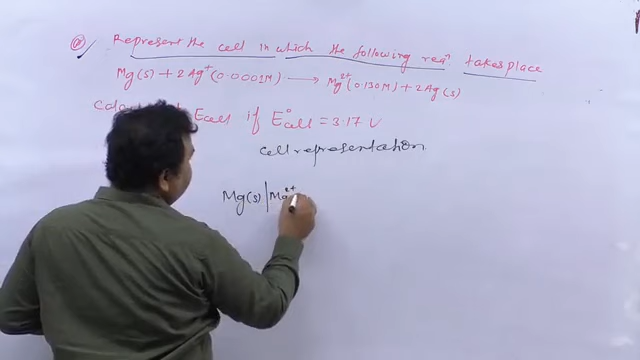 Q Represent the cell in which the following reaⁿ takes place
Mg(s) + 2Ag⁺(0.0001M) → Mg²⁺(0.130M) + 2Ag(s)
Ecell if E°cell = 3.17 V
cell representation
Mg(s) | Mg²⁺